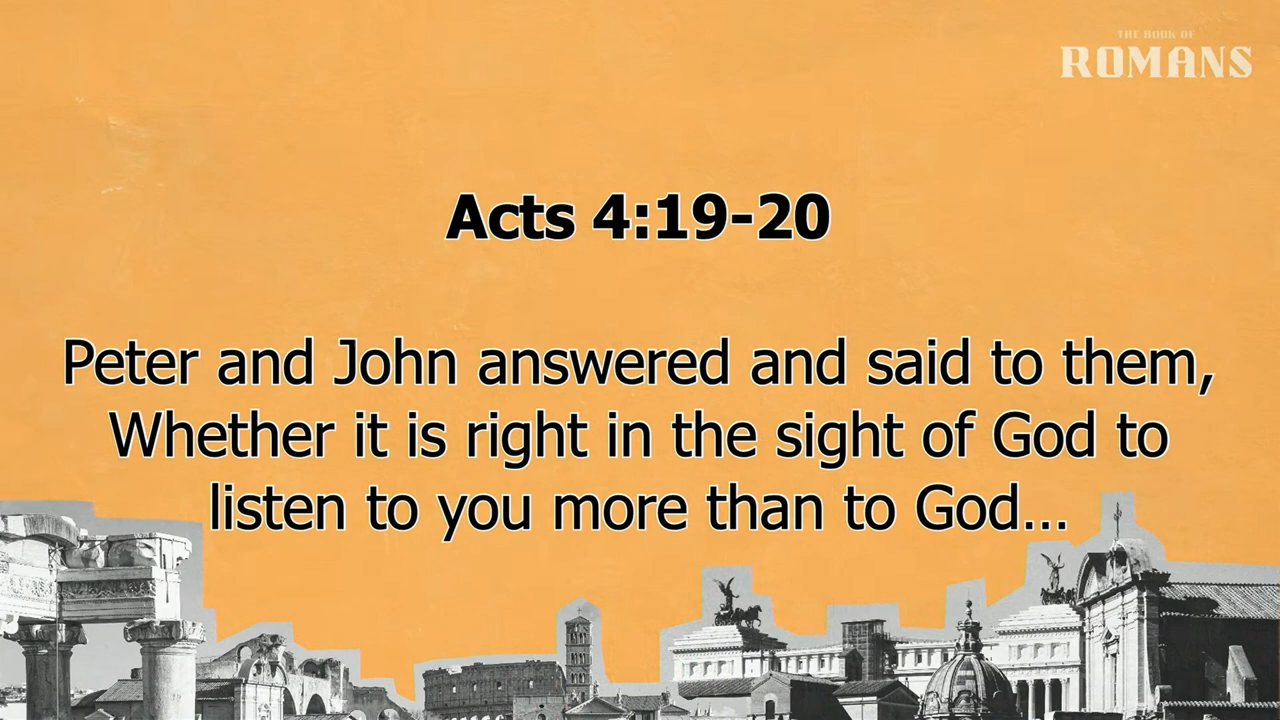 THE BOOK OF
ROMANS
Acts 4:19-20
Peter and John answered and said to them,
Whether it is right in the sight of God to
listen to you more than to God...